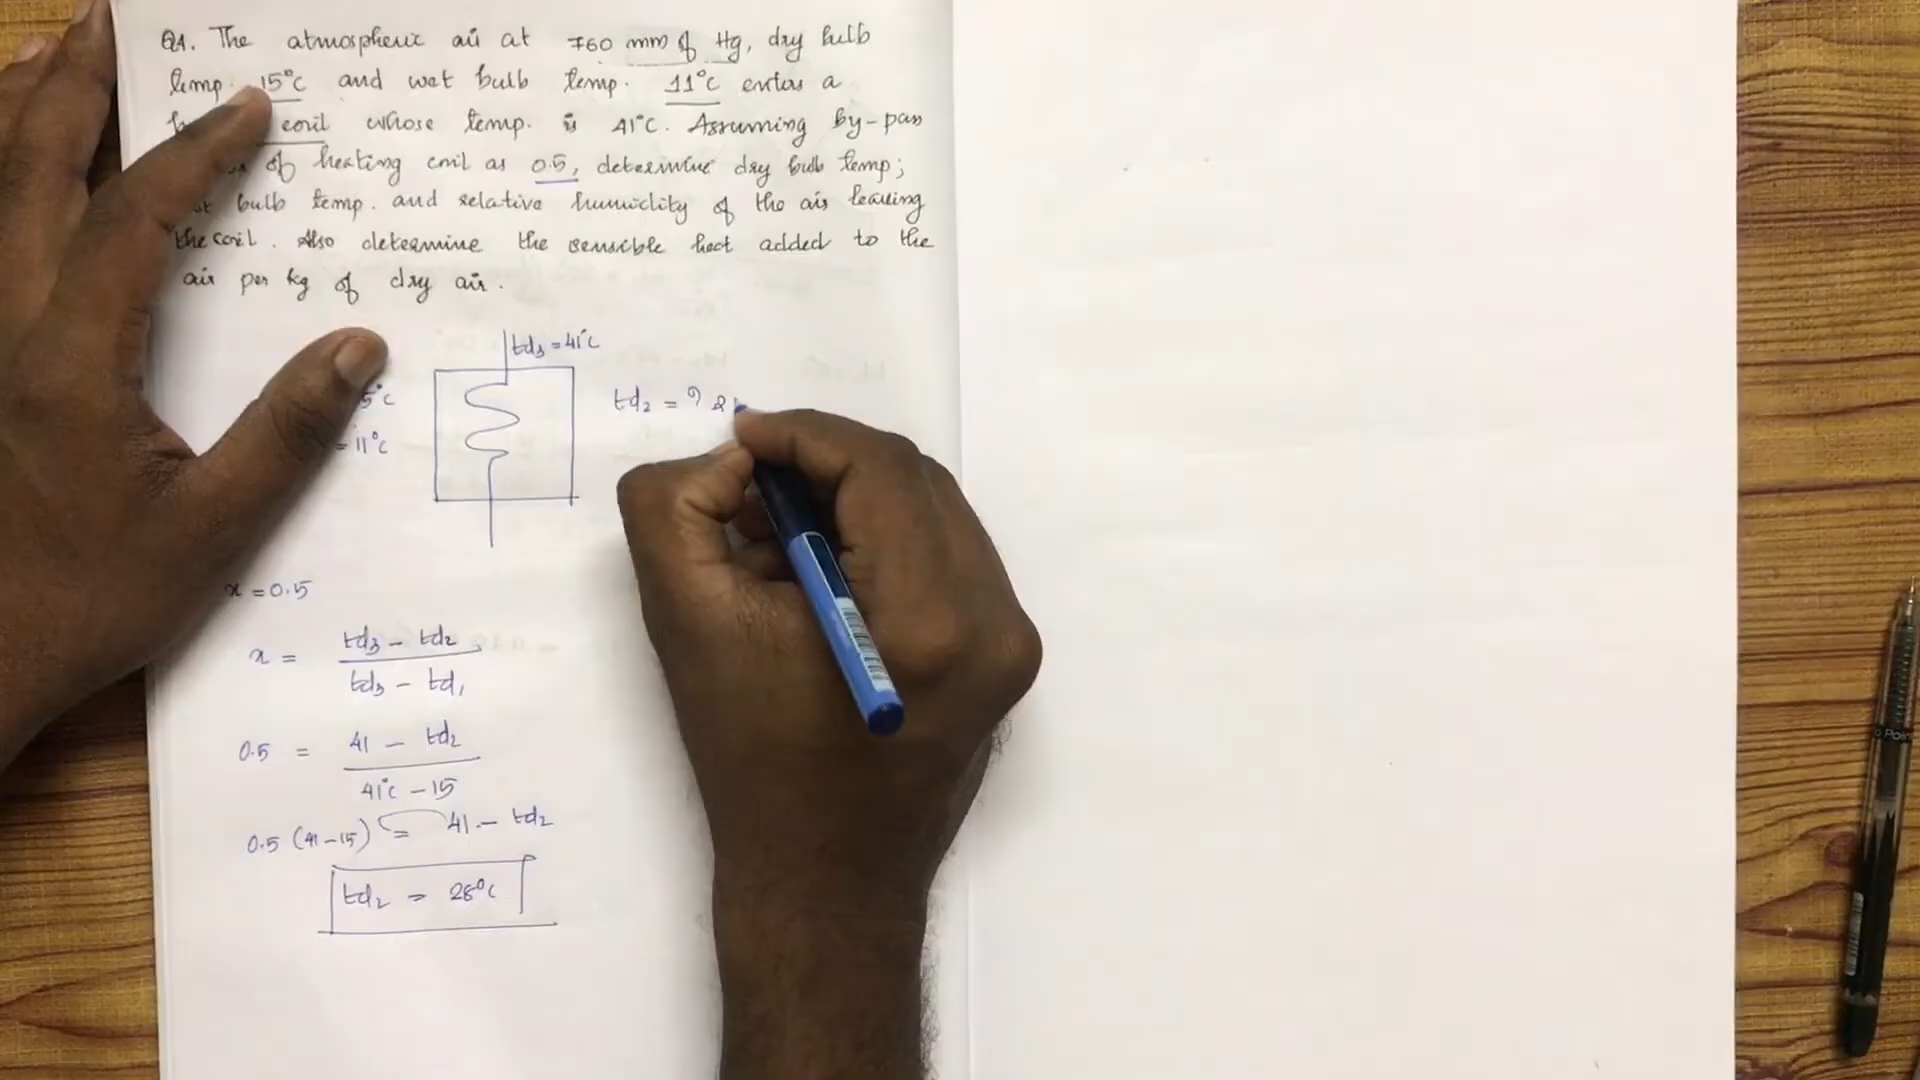 Q1. The atmospheric air at 760 mm of Hg, dry bulb
temp. 15°C and wet bulb temp. 11°C enters a
coil whose temp. is 41°C. Assuming by-pass
of heating coil as 0.5, determine dry bulb temp;
bulb temp. and relative humidity of the air leaving
the coil. Also determine the sensible heat added to the
air per kg of dry air.
td3 = 41°C
5°C
= 11°C
td2 = ? 2
x = 0.5
x = td3 - td2
td3 - td1
0.5 = 41 - td2
41°C - 15
0.5 (41-15) = 41 - td2
td2 = 28°C